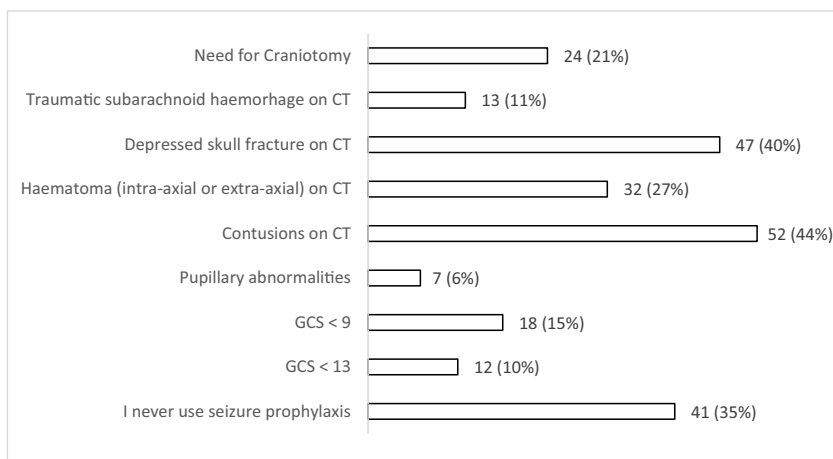 Need for Craniotomy 24 (21%)
Traumatic subarachnoid haemorhage on CT 13 (11%)
Depressed skull fracture on CT 47 (40%)
Haematoma (intra-axial or extra-axial) on CT 32 (27%)
Contusions on CT 52 (44%)
Pupillary abnormalities 7 (6%)
GCS < 9 18 (15%)
GCS < 13 12 (10%)
I never use seizure prophylaxis 41 (35%)